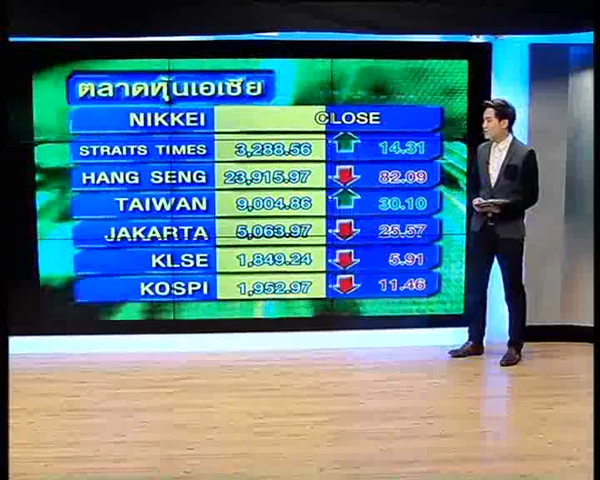 ตลาดหุ้นเอเซีย
NIKKEI CLOSE
STRAITS TIMES 3,288.56 14.31
HANG SENG 23,915.97 82.09
TAIWAN 9,004.86 30.10
JAKARTA 5,063.97 25.57
KLSE 1,849.24 5.91
KOSPI 1,952.97 11.46